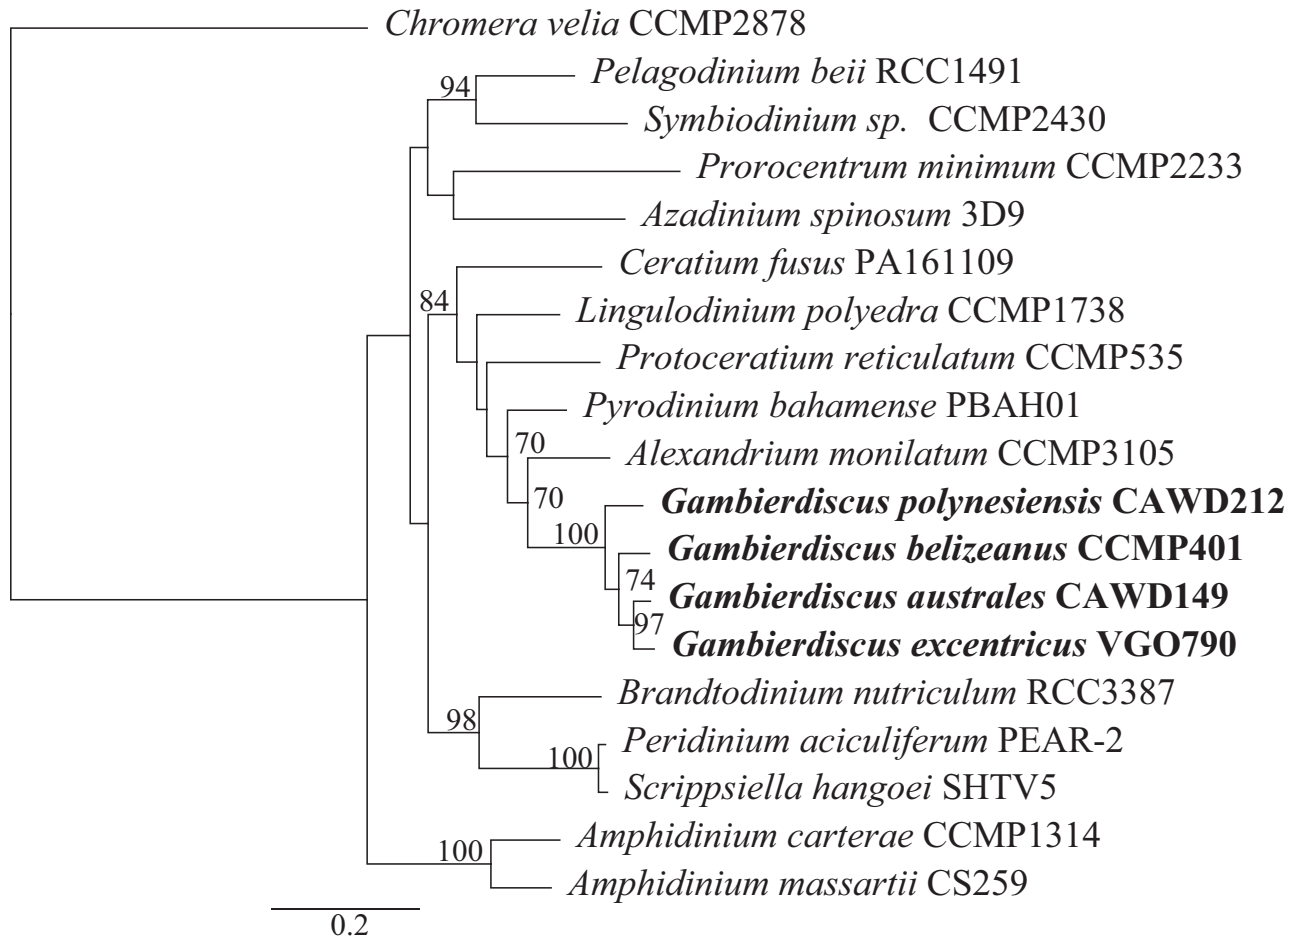 Chromera velia CCMP2878
Pelagodinium beii RCC1491
94
Symbiodinium sp. CCMP2430
Prorocentrum minimum CCMP2233
Azadinium spinosum 3D9
Ceratium fusus PA161109
84
Lingulodinium polyedra CCMP1738
Protoceratium reticulatum CCMP535
Pyrodinium bahamense PBAH01
70
Alexandrium monilatum CCMP3105
70
Gambierdiscus polynesiensis CAWD212
100
Gambierdiscus belizeanus CCMP401
74
Gambierdiscus australes CAWD149
97
Gambierdiscus excentricus VGO790
Brandtodinium nutriculum RCC3387
98
Peridinium aciculiferum PEAR-2
100
Scrippsiella hangoei SHTV5
Amphidinium carterae CCMP1314
100
Amphidinium massartii CS259
0.2